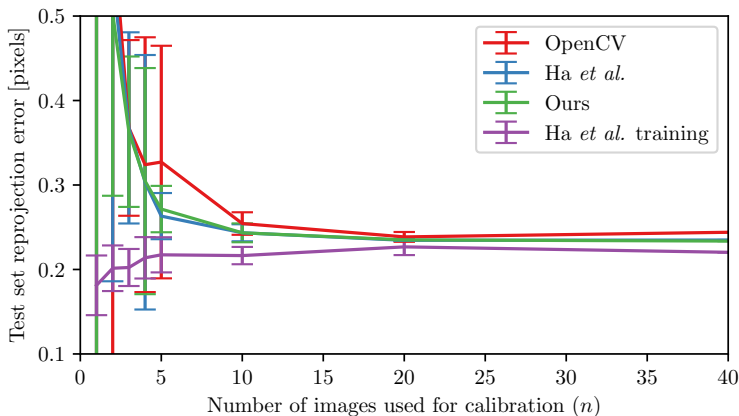 0.5
0.4
0.3
0.2
0.1
Test set reprojection error [pixels]
OpenCV
Ha et al.
Ours
Ha et al. training
0 5 10 15 20 25 30 35 40
Number of images used for calibration (n)